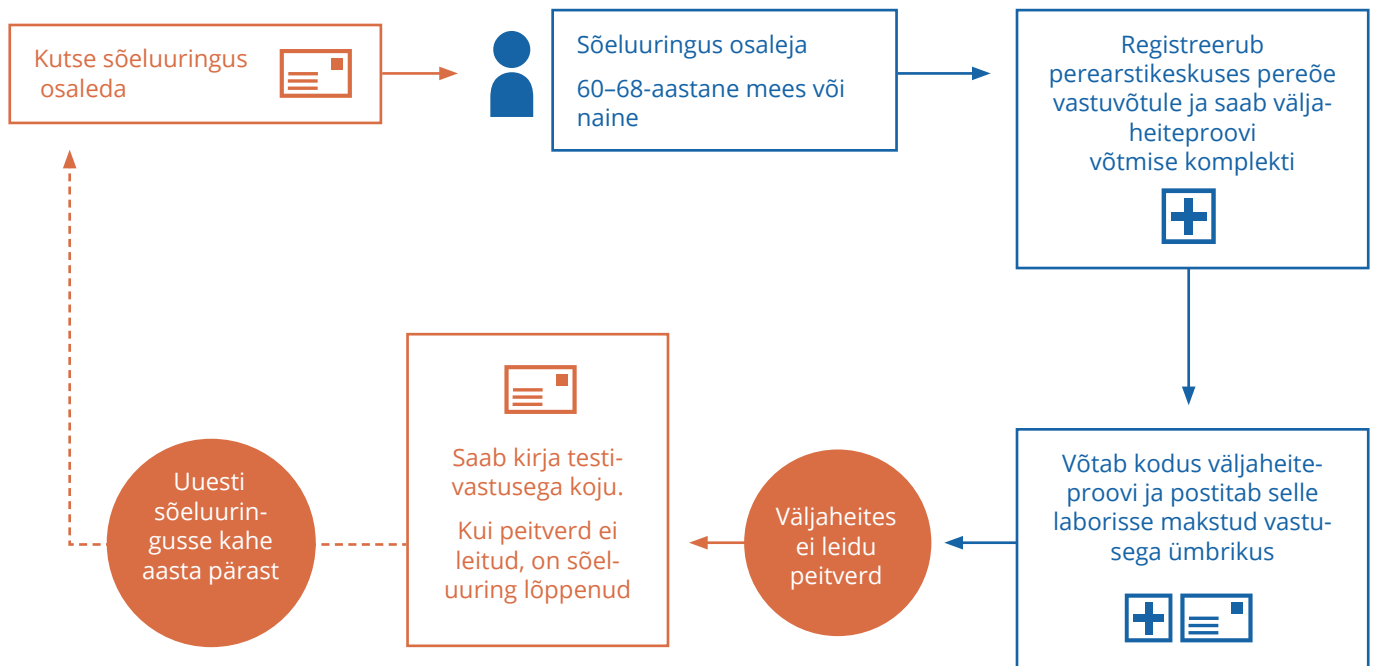 Kutse sõeluuringus
osaleda
Sõeluuringus osaleja
60–68-aastane mees või
naine
Registreerub
perearstikeskuses pereõe
vastuvõtule ja saab välja-
heiteproovi
võtmise komplekti
Võtab kodus väljaheite-
proovi ja postitab selle
laborisse makstud vastu-
sega ümbrikus
Väljaheites
ei leidu
peitverd
Saab kirja testi-
vastusega koju.
Kui peitverd ei
leitud, on sõel-
uuring lõppenud
Uuesti
sõeluurin-
gusse kahe
aasta pärast